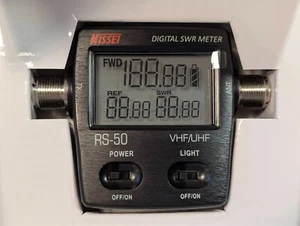 NISSEI DIGITAL SWR METER
FWD 188.88
REF SWR
88.88 88.88
RS-50 VHF/UHF
POWER LIGHT
OFF/ON OFF/ON